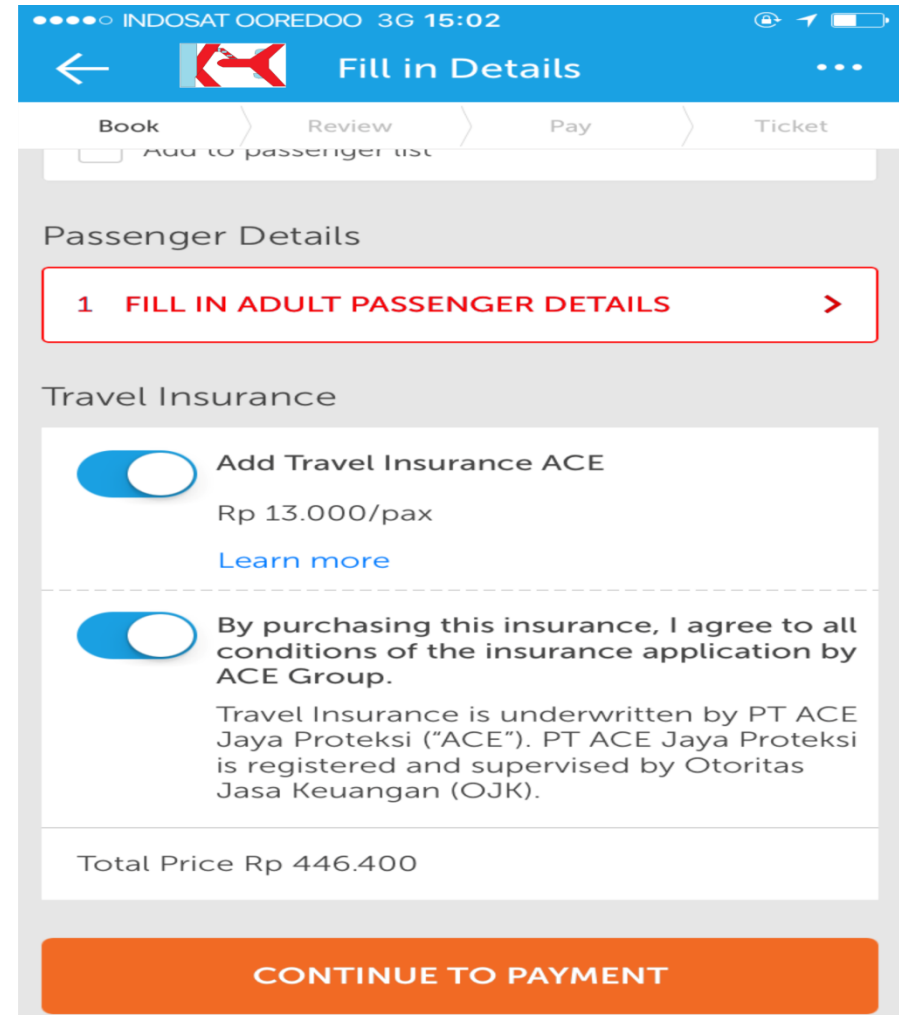 INDOSAT OOREDOO 3G 15:02
Fill in Details
Book Review Pay Ticket
Add to passenger list
Passenger Details
1 FILL IN ADULT PASSENGER DETAILS >
Travel Insurance
Add Travel Insurance ACE
Rp 13.000/pax
Learn more
By purchasing this insurance, I agree to all
conditions of the insurance application by
ACE Group.
Travel Insurance is underwritten by PT ACE
Jaya Proteksi (“ACE”). PT ACE Jaya Proteksi
is registered and supervised by Otoritas
Jasa Keuangan (OJK).
Total Price Rp 446.400
CONTINUE TO PAYMENT